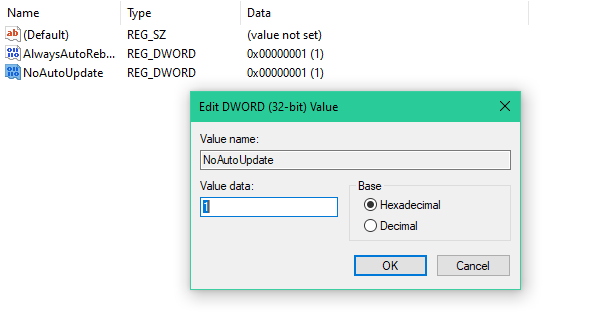 Name Type Data
(Default) REG_SZ (value not set)
AlwaysAutoReb... REG_DWORD 0x00000001 (1)
NoAutoUpdate REG_DWORD 0x00000001 (1)
Edit DWORD (32-bit) Value
Value name:
NoAutoUpdate
Value data: Base
1 Hexadecimal
Decimal
OK Cancel